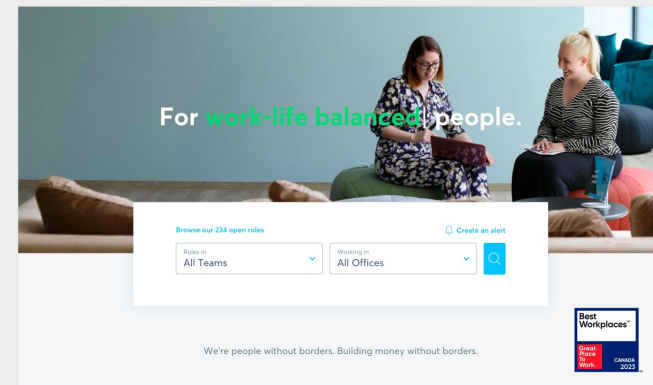 For work-life balanced people.
Browse our 234 open roles
Create an alert
Roles in
All Teams
Working in
All Offices
We're people without borders. Building money without borders.
Best
Workplaces™
Great
Place
To
Work.
CANADA
2023